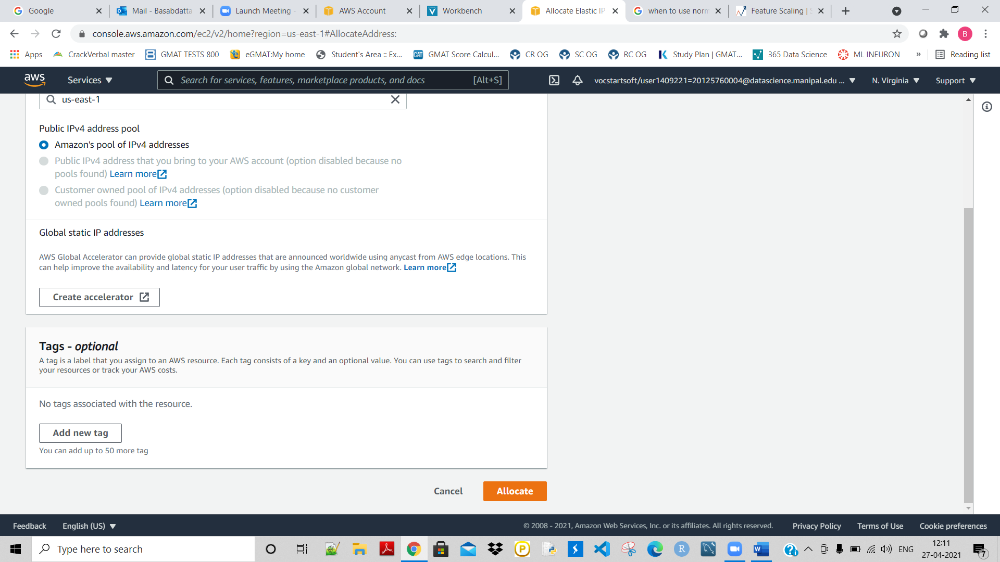 Google
Mail - Basabdatta
Launch Meeting -
AWS Account
Workbench
Allocate Elastic IP
when to use norm
Feature Scaling | S
console.aws.amazon.com/ec2/v2/home?region=us-east-1#AllocateAddress:
B
Apps
CrackVerbal master
GMAT TESTS 800
eGMAT:My home
Student's Area :: Ex...
CAT
GMAT Score Calcul...
CR OG
SC OG
RC OG
Study Plan | GMAT...
365 Data Science
ML INEURON
»
Reading list
aws
Services
Search for services, features, marketplace products, and docs
[Alt+S]
vocstartsoft/user1409221=20125760004@datascience.manipal.edu ...
N. Virginia
Support
us-east-1
Public IPv4 address pool
Amazon's pool of IPv4 addresses
Public IPv4 address that you bring to your AWS account (option disabled because no
pools found) Learn more
Customer owned pool of IPv4 addresses (option disabled because no customer
owned pools found) Learn more
Global static IP addresses
AWS Global Accelerator can provide global static IP addresses that are announced worldwide using anycast from AWS edge locations. This
can help improve the availability and latency for your user traffic by using the Amazon global network. Learn more
Create accelerator
Tags - optional
A tag is a label that you assign to an AWS resource. Each tag consists of a key and an optional value. You can use tags to search and filter
your resources or track your AWS costs.
No tags associated with the resource.
Add new tag
You can add up to 50 more tag
Cancel
Allocate
Feedback
English (US)
© 2008 - 2021, Amazon Web Services, Inc. or its affiliates. All rights reserved.
Privacy Policy
Terms of Use
Cookie preferences
Type here to search
ENG
12:11
27-04-2021
7